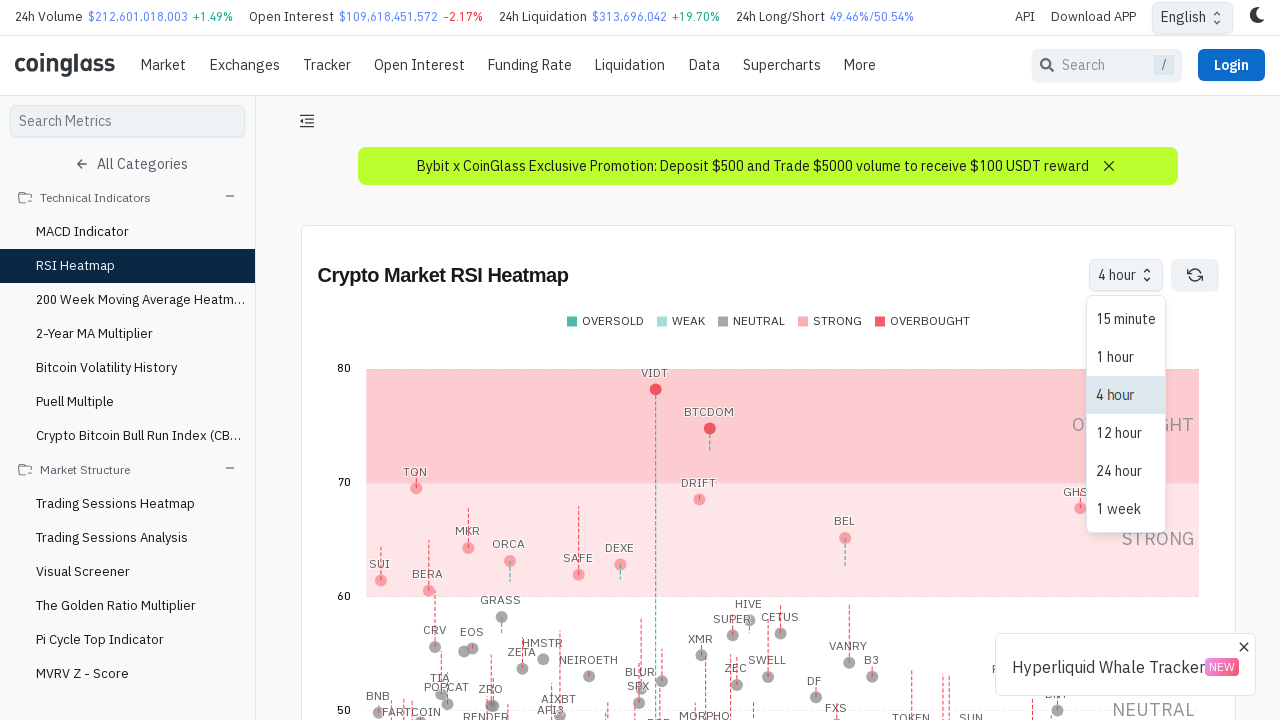 24h Volume $212,601,018,003 +1.49% Open Interest $109,618,451,572 -2.17% 24h Liquidation $313,696,042 +19.70% 24h Long/Short 49.46%/50.54% API Download APP English
coinglass Market Exchanges Tracker Open Interest Funding Rate Liquidation Data Supercharts More Search / Login
Search Metrics
All Categories
Technical Indicators
MACD Indicator
RSI Heatmap
200 Week Moving Average Heatm...
2-Year MA Multiplier
Bitcoin Volatility History
Puell Multiple
Crypto Bitcoin Bull Run Index (CB...
Market Structure
Trading Sessions Heatmap
Trading Sessions Analysis
Visual Screener
The Golden Ratio Multiplier
Pi Cycle Top Indicator
MVRV Z - Score
Bybit x CoinGlass Exclusive Promotion: Deposit $500 and Trade $5000 volume to receive $100 USDT reward
Crypto Market RSI Heatmap
4 hour
15 minute
1 hour
4 hour
12 hour
24 hour
1 week
OVERSOLD WEAK NEUTRAL STRONG OVERBOUGHT
80
VIDT
BTCDOM
TON
70
DRIFT
GHS
MKR
BEL
STRONG
ORCA
DEXE
SAFE
SUI
BERA
60
GRASS
HIVE
SUPER CETUS
CRV EOS
XMR
HMSTR
VANRY
ZETA
NEIROETH SWELL B3
ZEC
BLUR
TIA
DF
POPCAT ZRO SPX
BNB
AIXBT
FXS
FARTCOIN
RENDER
MORPHO
TOKEN SUN
50
NEUTRAL
Hyperliquid Whale Tracker NEW